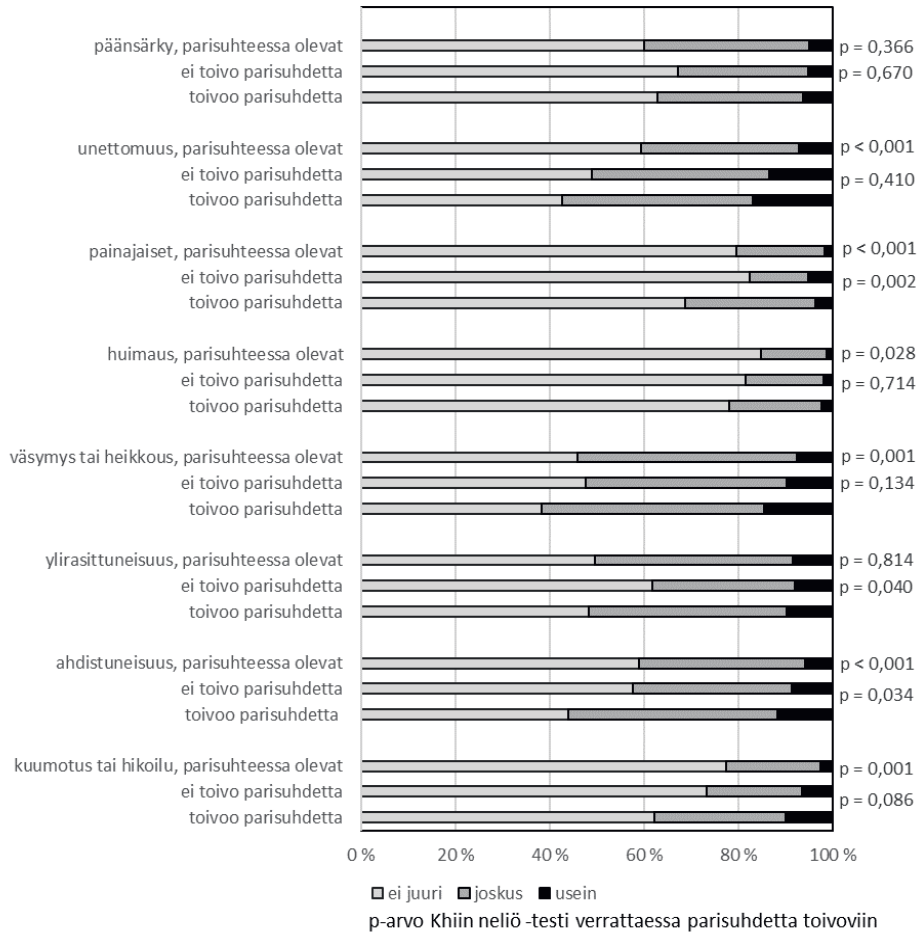 päänsärky, parisuhteessa olevat p = 0,366
ei toivo parisuhdetta p = 0,670
toivoo parisuhdetta
unettomuus, parisuhteessa olevat p < 0,001
ei toivo parisuhdetta p = 0,410
toivoo parisuhdetta
painajaiset, parisuhteessa olevat p < 0,001
ei toivo parisuhdetta p = 0,002
toivoo parisuhdetta
huimaus, parisuhteessa olevat p = 0,028
ei toivo parisuhdetta p = 0,714
toivoo parisuhdetta
väsymys tai heikkous, parisuhteessa olevat p = 0,001
ei toivo parisuhdetta p = 0,134
toivoo parisuhdetta
ylirasittuneisuus, parisuhteessa olevat p = 0,814
ei toivo parisuhdetta p = 0,040
toivoo parisuhdetta
ahdistuneisuus, parisuhteessa olevat p < 0,001
ei toivo parisuhdetta p = 0,034
toivoo parisuhdetta
kuumotus tai hikoilu, parisuhteessa olevat p = 0,001
ei toivo parisuhdetta p = 0,086
toivoo parisuhdetta
0 % 20 % 40 % 60 % 80 % 100 %
ei juuri joskus usein
p-arvo Khiin neliö -testi verrattaessa parisuhdetta toivoviin